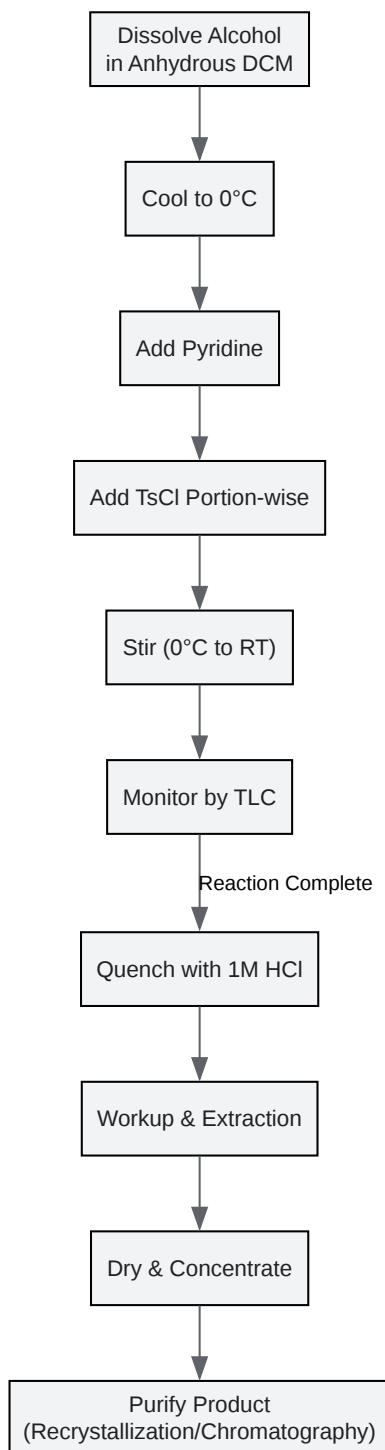 Dissolve Alcohol
in Anhydrous DCM
Cool to 0°C
Add Pyridine
Add TsCl Portion-wise
Stir (0°C to RT)
Monitor by TLC
Reaction Complete
Quench with 1M HCl
Workup & Extraction
Dry & Concentrate
Purify Product
(Recrystallization/Chromatography)